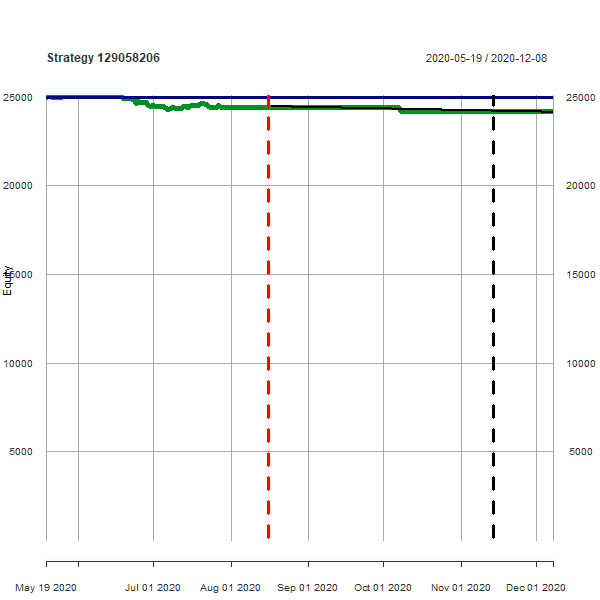 Strategy 129058206
2020-05-19 / 2020-12-08
25000
25000
20000
20000
15000
15000
Equity
10000
10000
5000
5000
May 19 2020
Jul 01 2020
Aug 01 2020
Sep 01 2020
Oct 01 2020
Nov 01 2020
Dec 01 2020